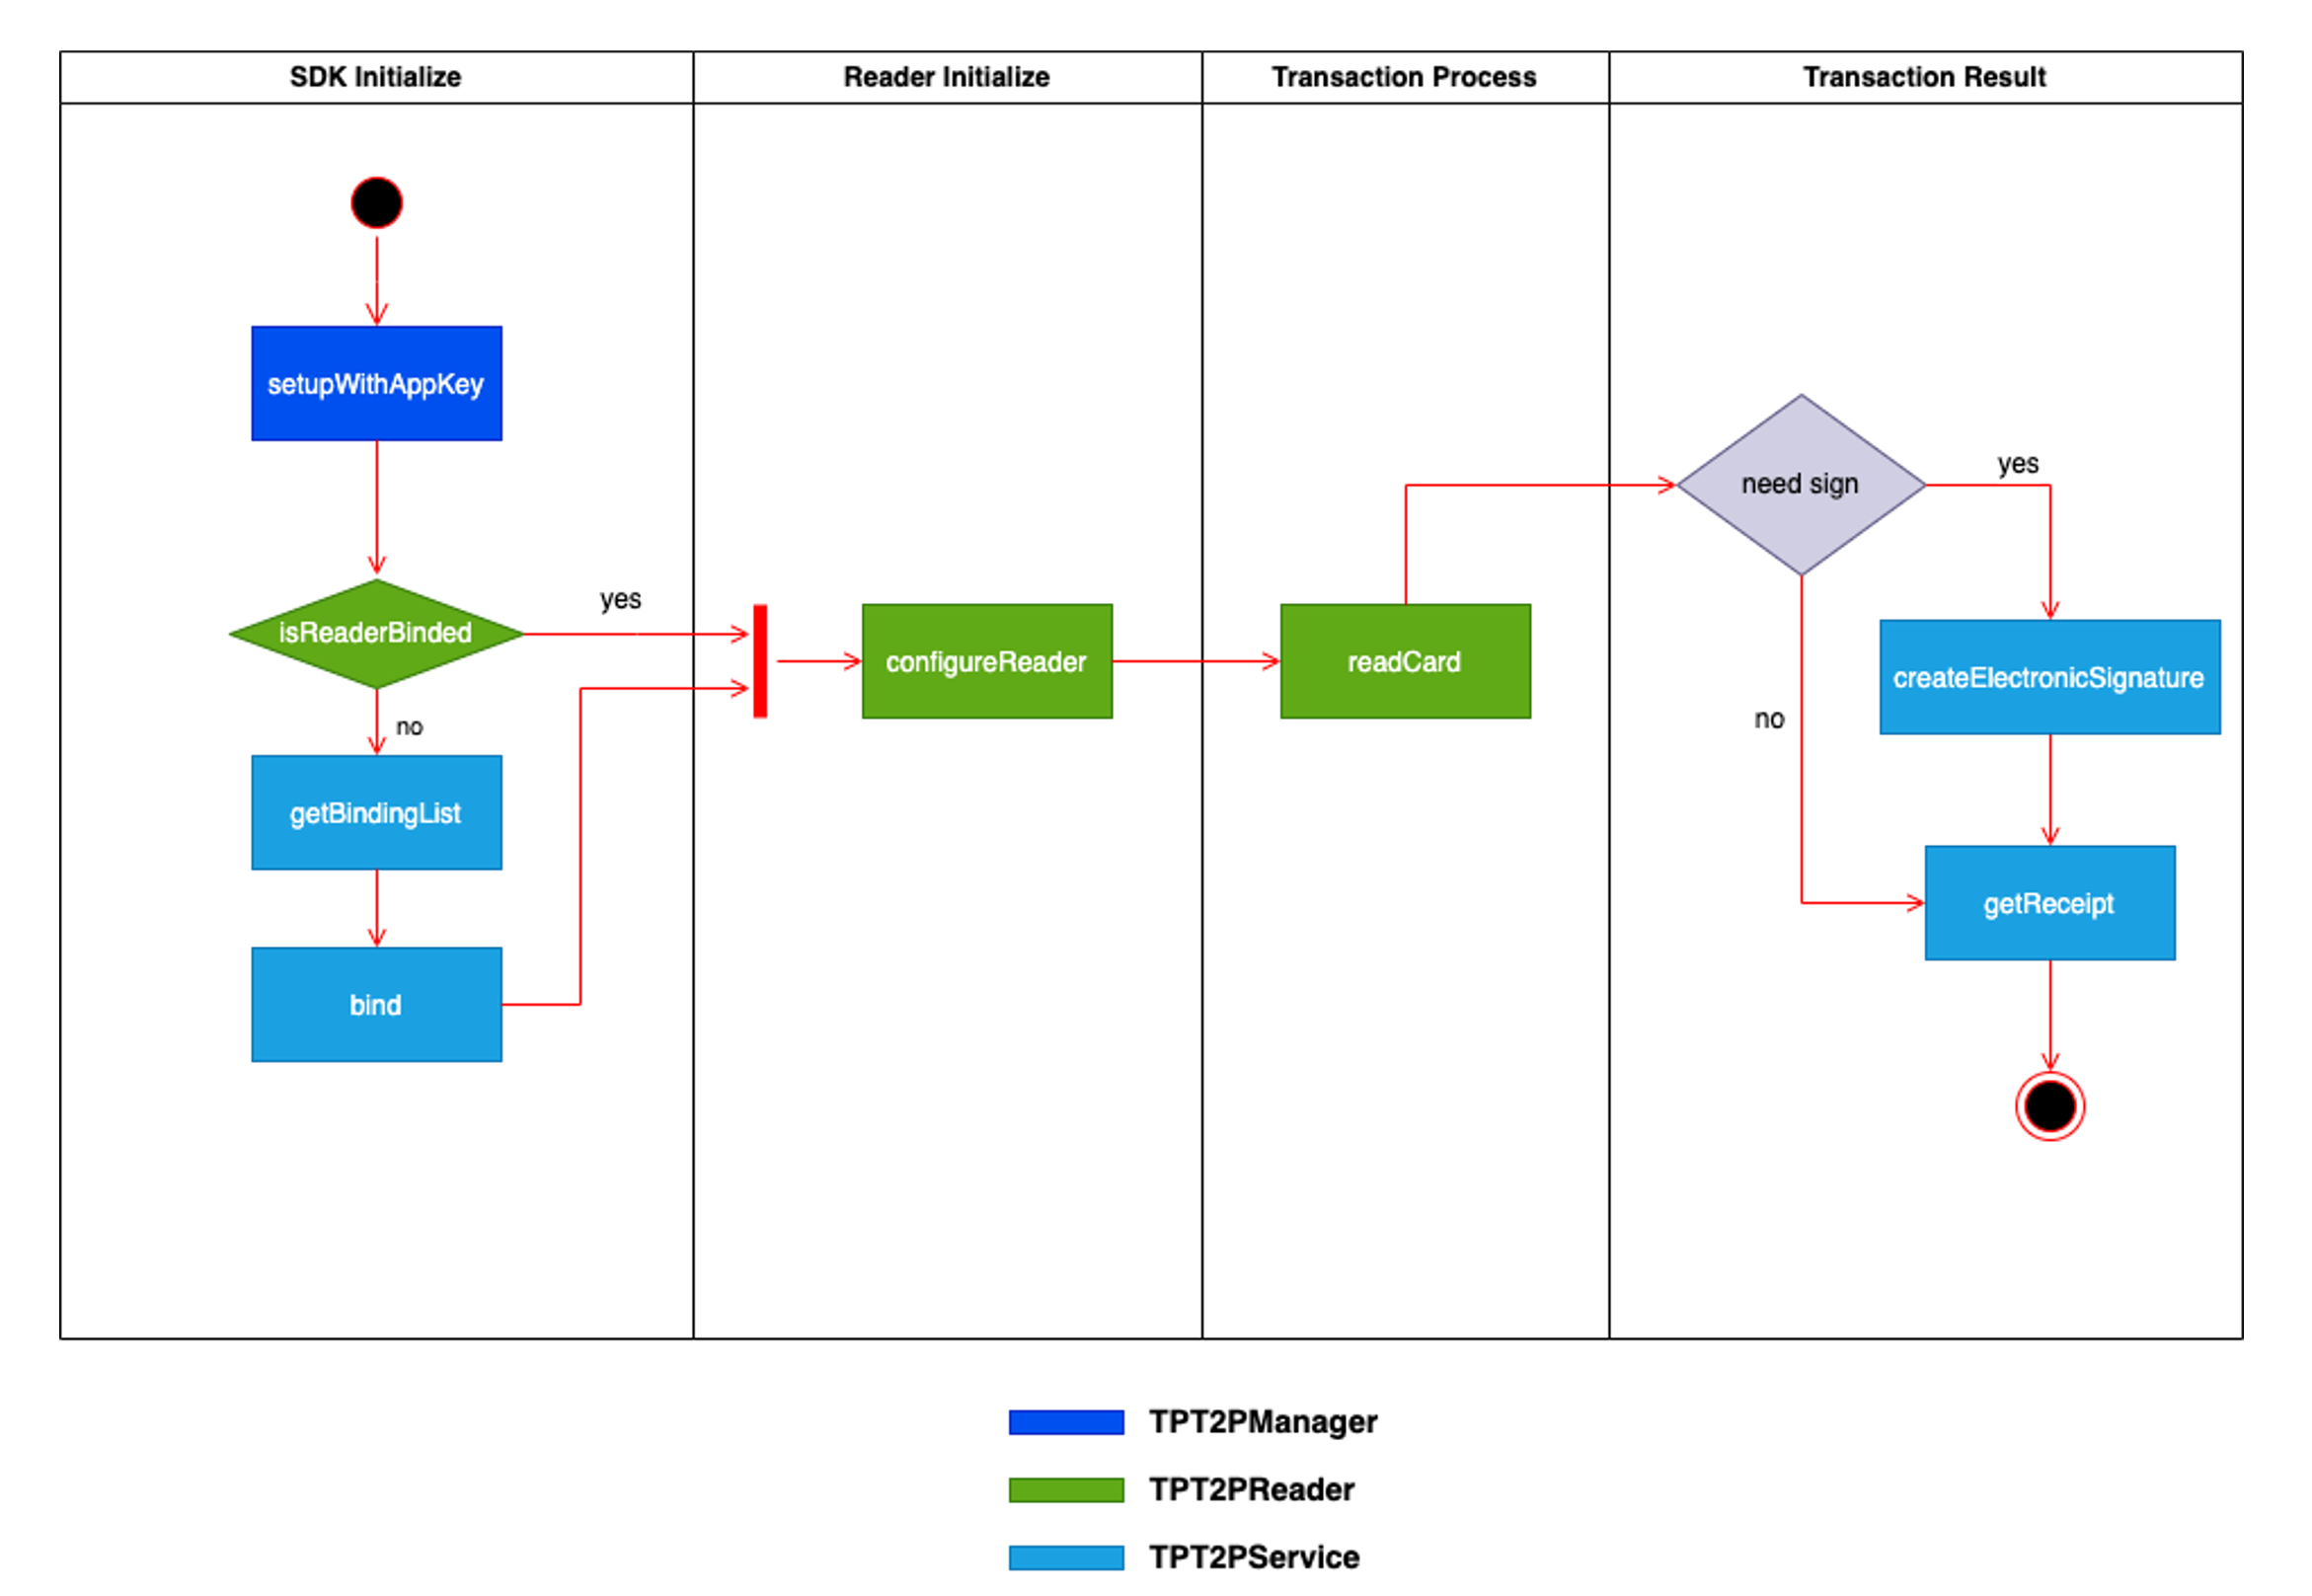 SDK Initialize
Reader Initialize
Transaction Process
Transaction Result
setupWithAppKey
isReaderBinded
yes
no
getBindingList
bind
configureReader
readCard
need sign
yes
no
createElectronicSignature
getReceipt
TPT2PManager
TPT2PReader
TPT2PService